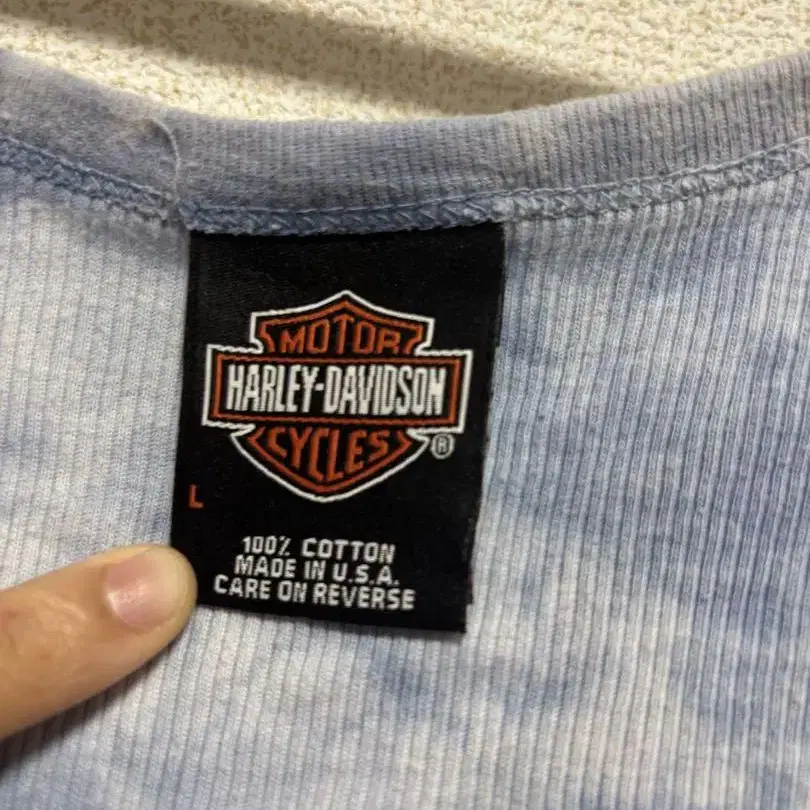 MOTOR
HARLEY-DAVIDSON
CYCLES
®
L
100% COTTON
MADE IN U.S.A.
CARE ON REVERSE